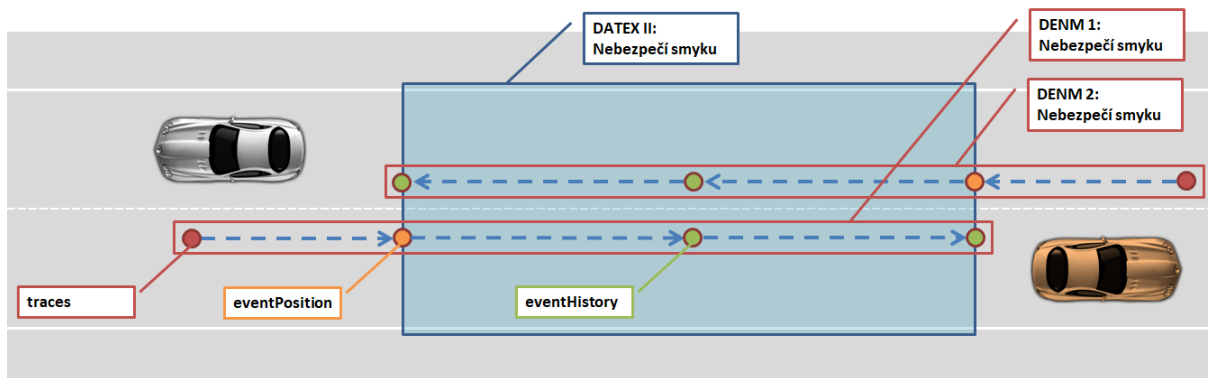 DATEX II:
Nebezpečí smyku
DENM 1:
Nebezpečí smyku
DENM 2:
Nebezpečí smyku
traces
eventPosition
eventHistory